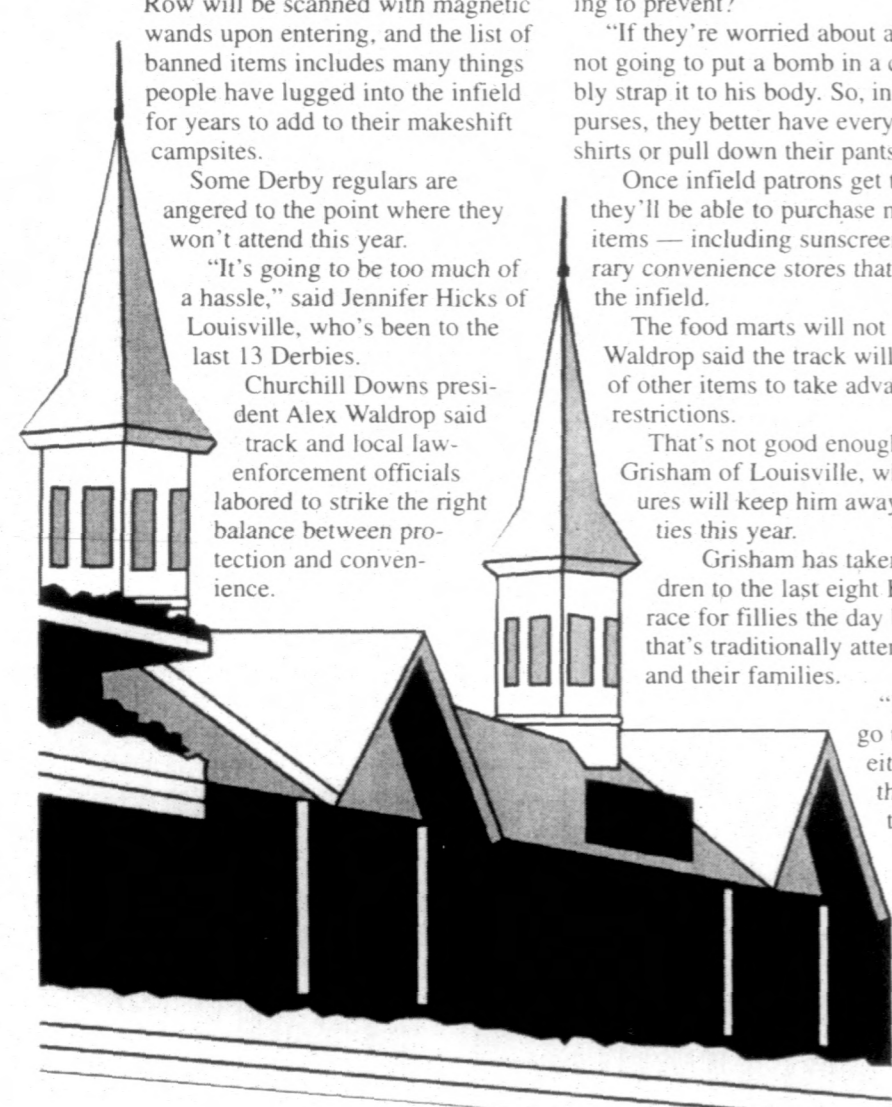 Row will be scanned with magnetic
wands upon entering, and the list of
banned items includes many things
people have lugged into the infield
for years to add to their makeshift
campsites.
Some Derby regulars are
angered to the point where they
won't attend this year.
"It's going to be too much of
a hassle," said Jennifer Hicks of
Louisville, who's been to the
last 13 Derbies.
Churchill Downs presi-
dent Alex Waldrop said
track and local law-
enforcement officials
labored to strike the right
balance between pro-
tection and conven-
ience.
ing to prevent?
"If they're worried about a
not going to put a bomb in a
bly strap it to his body. So, in
purses, they better have every
shirts or pull down their pants
Once infield patrons get
they'll be able to purchase
items — including sunscree
rary convenience stores that
the infield.
The food marts will not
Waldrop said the track will
of other items to take adva
restrictions.
That's not good enough
Grisham of Louisville, w
ures will keep him away
ties this year.
Grisham has taken
dren to the last eight
race for fillies the day
that's traditionally atten
and their families.
"
go
eit
th
t